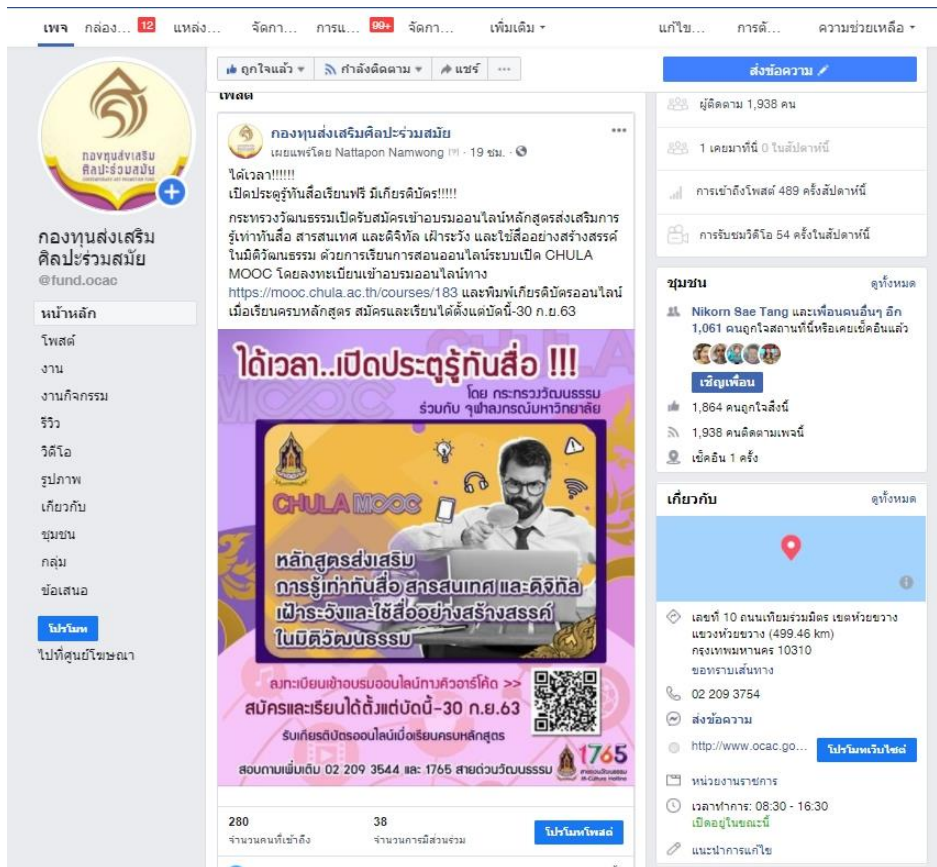 เพจ กล่อง... 12 แหล่ง... จัดกา... การแ... 99+ จัดกา... เพิ่มเติม แก้ไข... การตั้... ความช่วยเหลือ
กองทุนส่งเสริม
ศิลปะร่วมสมัย
กองทุนส่งเสริม
ศิลปะร่วมสมัย
@fund.ocac
หน้าหลัก
โพสต์
งาน
งานกิจกรรม
รีวิว
วิดีโอ
รูปภาพ
เกี่ยวกับ
ชุมชน
กลุ่ม
ข้อเสนอ
โปรโมท
ไปที่ศูนย์โฆษณา
ถูกใจแล้ว กำลังติดตาม แชร์ ...
โพสต์
กองทุนส่งเสริมศิลปะร่วมสมัย
เผยแพร่โดย Nattapon Namwong [?] · 19 ชม. ·
ได้เวลา!!!!!!
เปิดประตูรู้ทันสื่อเรียนฟรี มีเกียรติบัตร!!!!!
กระทรวงวัฒนธรรมเปิดรับสมัครเข้าอบรมออนไลน์หลักสูตรส่งเสริมการ
รู้เท่าทันสื่อ สารสนเทศ และดิจิทัล เฝ้าระวัง และใช้สื่ออย่างสร้างสรรค์
ในมิติวัฒนธรรม ด้วยการเรียนการสอนออนไลน์ระบบเปิด CHULA
MOOC โดยลงทะเบียนเข้าอบรมออนไลน์ทาง
https://mooc.chula.ac.th/courses/183 และพิมพ์เกียรติบัตรออนไลน์
เมื่อเรียนครบหลักสูตร สมัครและเรียนได้ตั้งแต่บัดนี้-30 ก.ย.63
ได้เวลา..เปิดประตูรู้ทันสื่อ !!!
โดย กระทรวงวัฒนธรรม
ร่วมกับ จุฬาลงกรณ์มหาวิทยาลัย
CHULA MOOC
หลักสูตรส่งเสริม
การรู้เท่าทันสื่อ สารสนเทศ และดิจิทัล
เฝ้าระวังและใช้สื่ออย่างสร้างสรรค์
ในมิติวัฒนธรรม
ลงทะเบียนเข้าอบรมออนไลน์ทางคิวอาร์โค้ด >>
สมัครและเรียนได้ตั้งแต่บัดนี้-30 ก.ย.63
รับเกียรติบัตรออนไลน์เมื่อเรียนครบหลักสูตร
สอบถามเพิ่มเติม 02 209 3544 และ 1765 สายด่วนวัฒนธรรม 1765
280 38
จำนวนคนที่เข้าถึง จำนวนการมีส่วนร่วม โปรโมทโพสต์
ส่งข้อความ
ผู้ติดตาม 1,938 คน
1 เคยมาที่นี่ 0 ในสัปดาห์นี้
การเข้าถึงโพสต์ 489 ครั้งสัปดาห์นี้
การรับชมวิดีโอ 54 ครั้งในสัปดาห์นี้
ชุมชน ดูทั้งหมด
Nikorn Sae Tang และเพื่อนคนอื่นๆ อีก
1,061 คนถูกใจสถานที่นี้หรือเคยเช็คอินแล้ว
เชิญเพื่อน
1,864 คนถูกใจสิ่งนี้
1,938 คนติดตามเพจนี้
เช็คอิน 1 ครั้ง
เกี่ยวกับ ดูทั้งหมด
เลขที่ 10 ถนนเทียมร่วมมิตร เขตห้วยขวาง
แขวงห้วยขวาง (499.46 km)
กรุงเทพมหานคร 10310
ขอทราบเส้นทาง
02 209 3754
ส่งข้อความ
http://www.ocac.go... โปรโมทเว็บไซต์
หน่วยงานราชการ
เวลาทำการ: 08:30 - 16:30
เปิดอยู่ในขณะนี้
แนะนำการแก้ไข